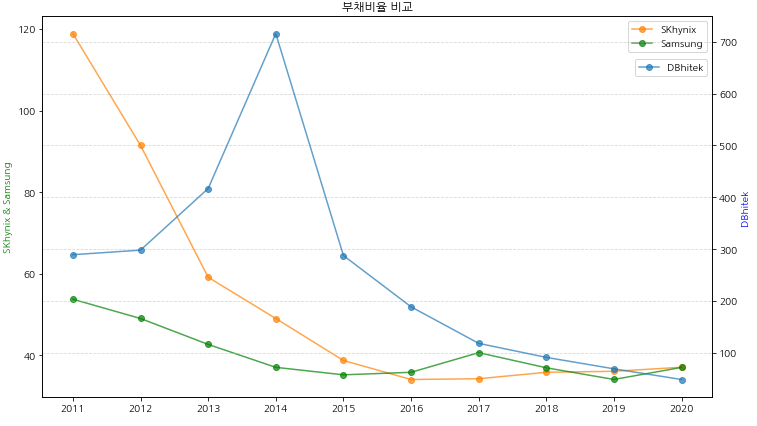 부채비율 비교
SKhynix
Samsung
DBhitek
120
100
80
60
40
SKhynix & Samsung
700
600
500
400
300
200
100
DBhitek
2011 2012 2013 2014 2015 2016 2017 2018 2019 2020